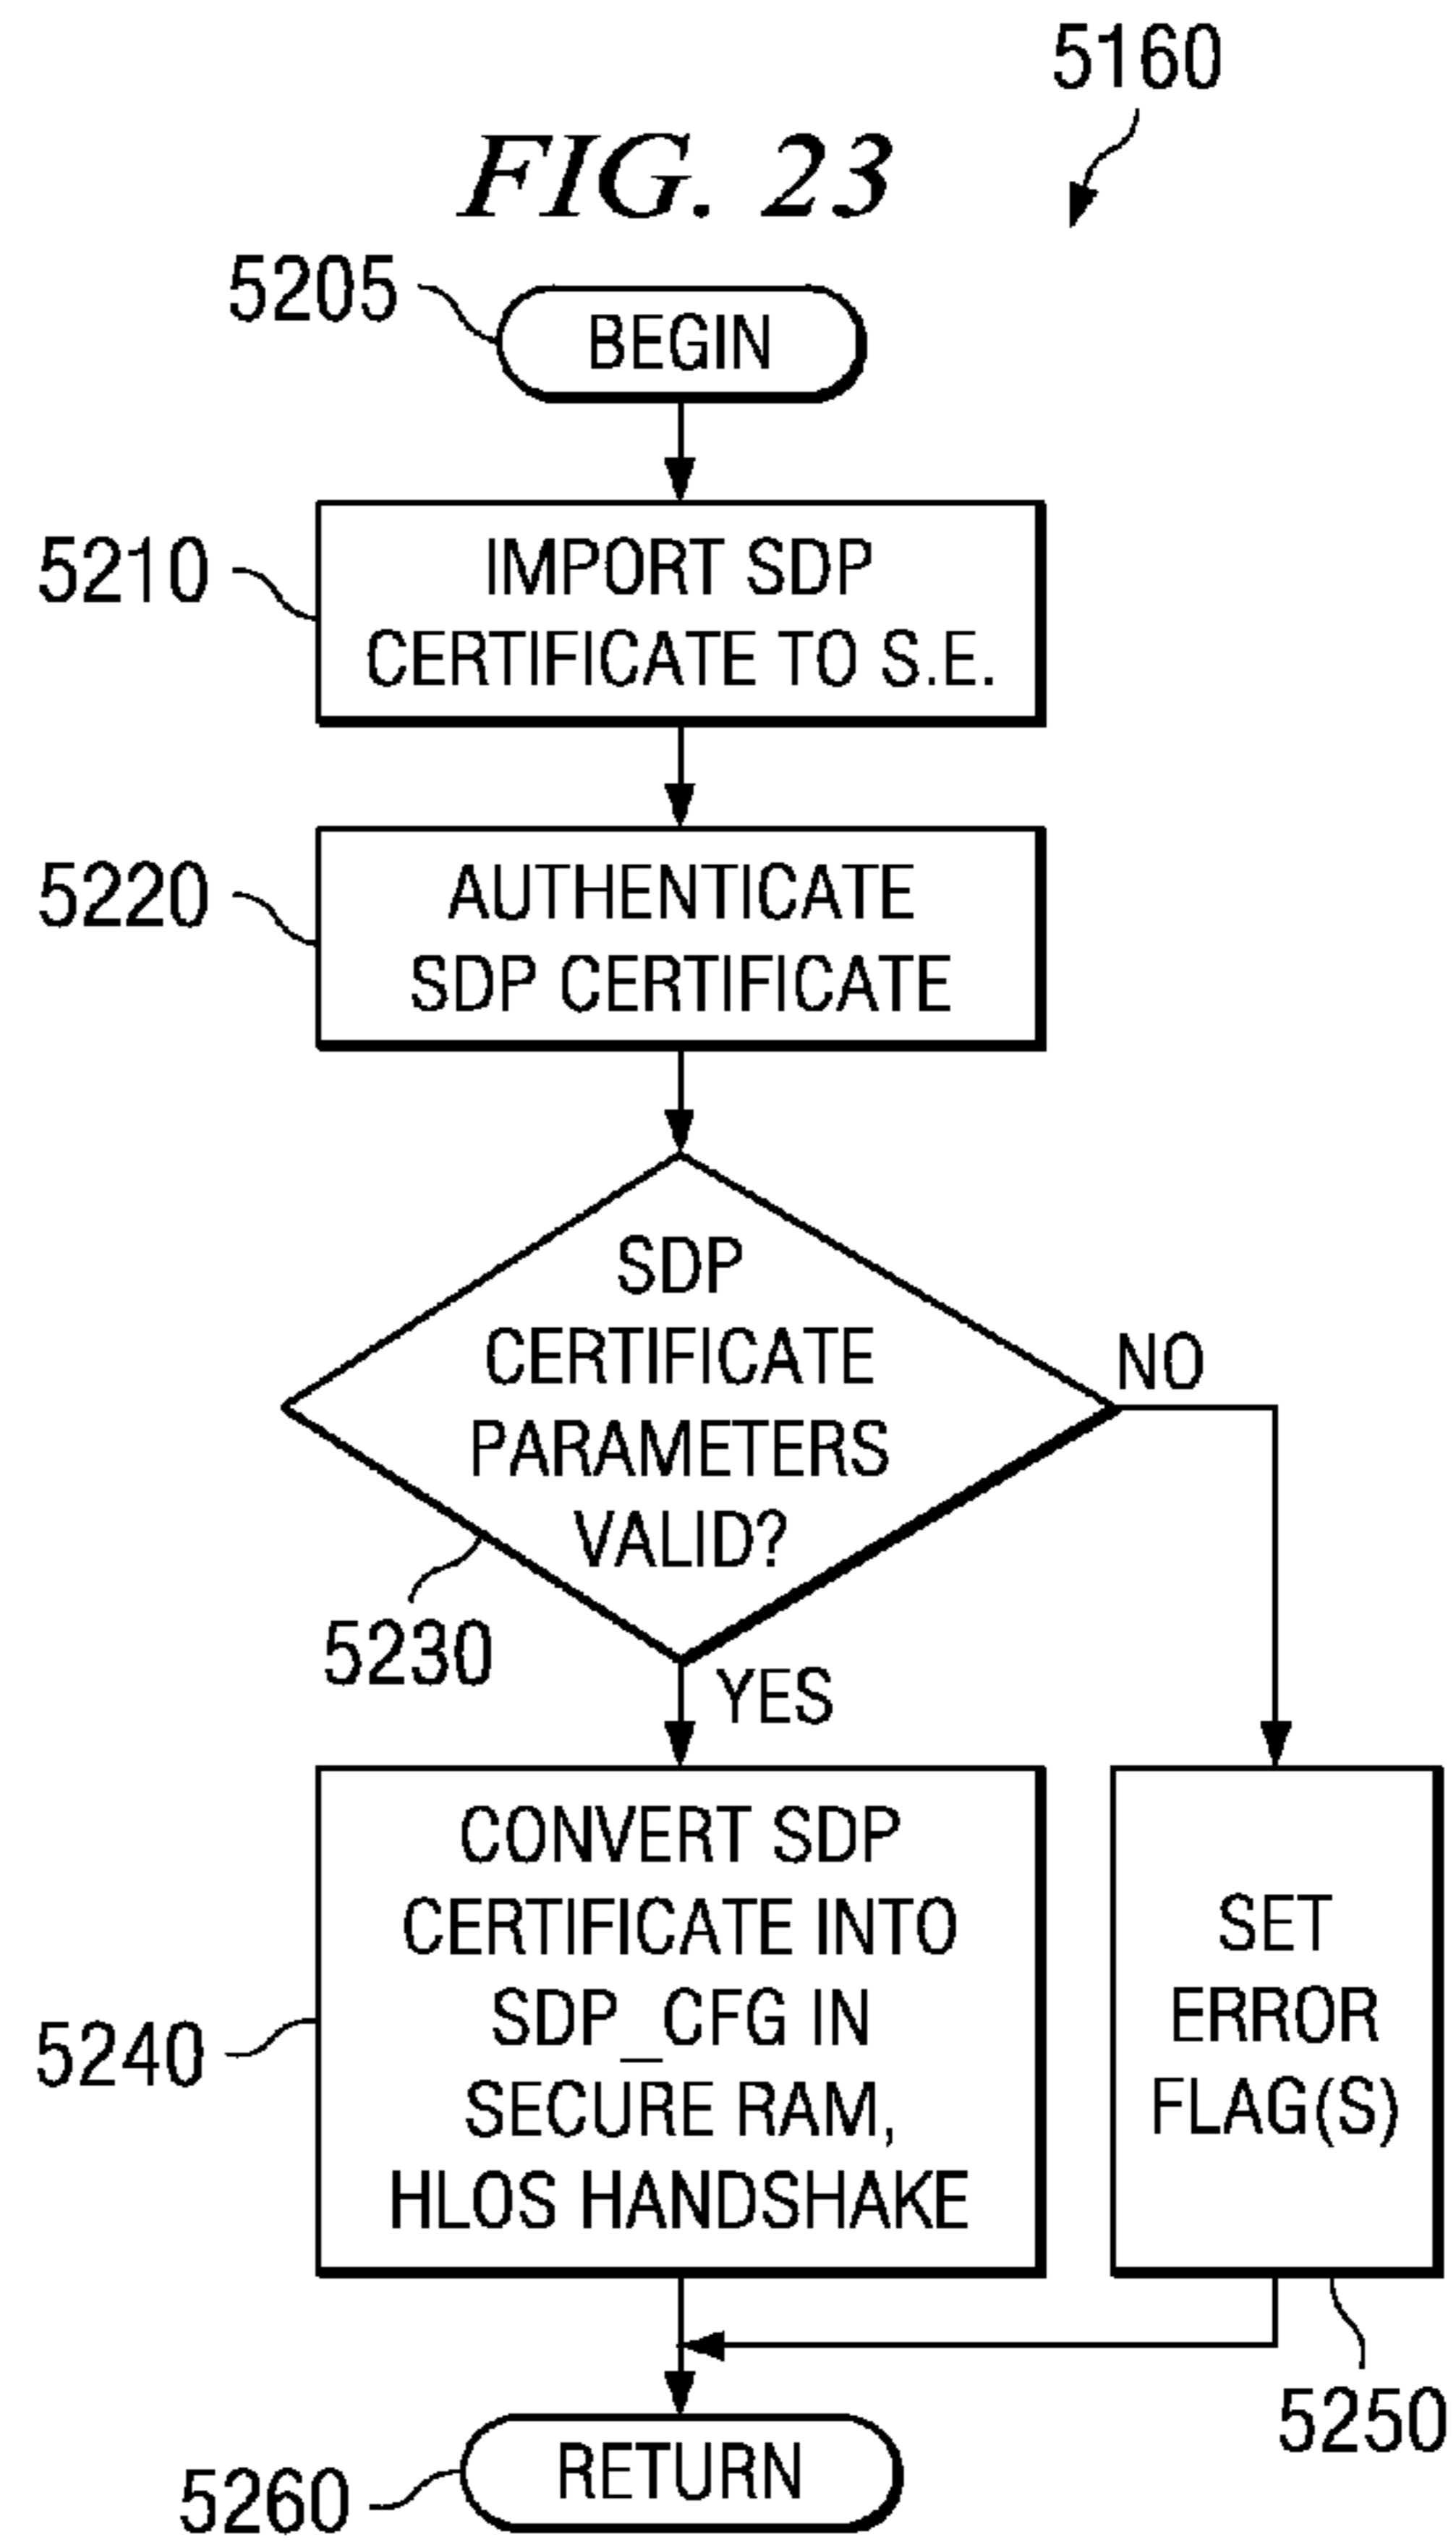 5160
FIG. 23
5205
BEGIN
5210
IMPORT SDP
CERTIFICATE TO S.E.
5220
AUTHENTICATE
SDP CERTIFICATE
SDP
CERTIFICATE
PARAMETERS
VALID?
NO
5230
YES
CONVERT SDP
CERTIFICATE INTO
SDP_CFG IN
SECURE RAM,
HLOS HANDSHAKE
5240
SET
ERROR
FLAG(S)
5250
RETURN
5260